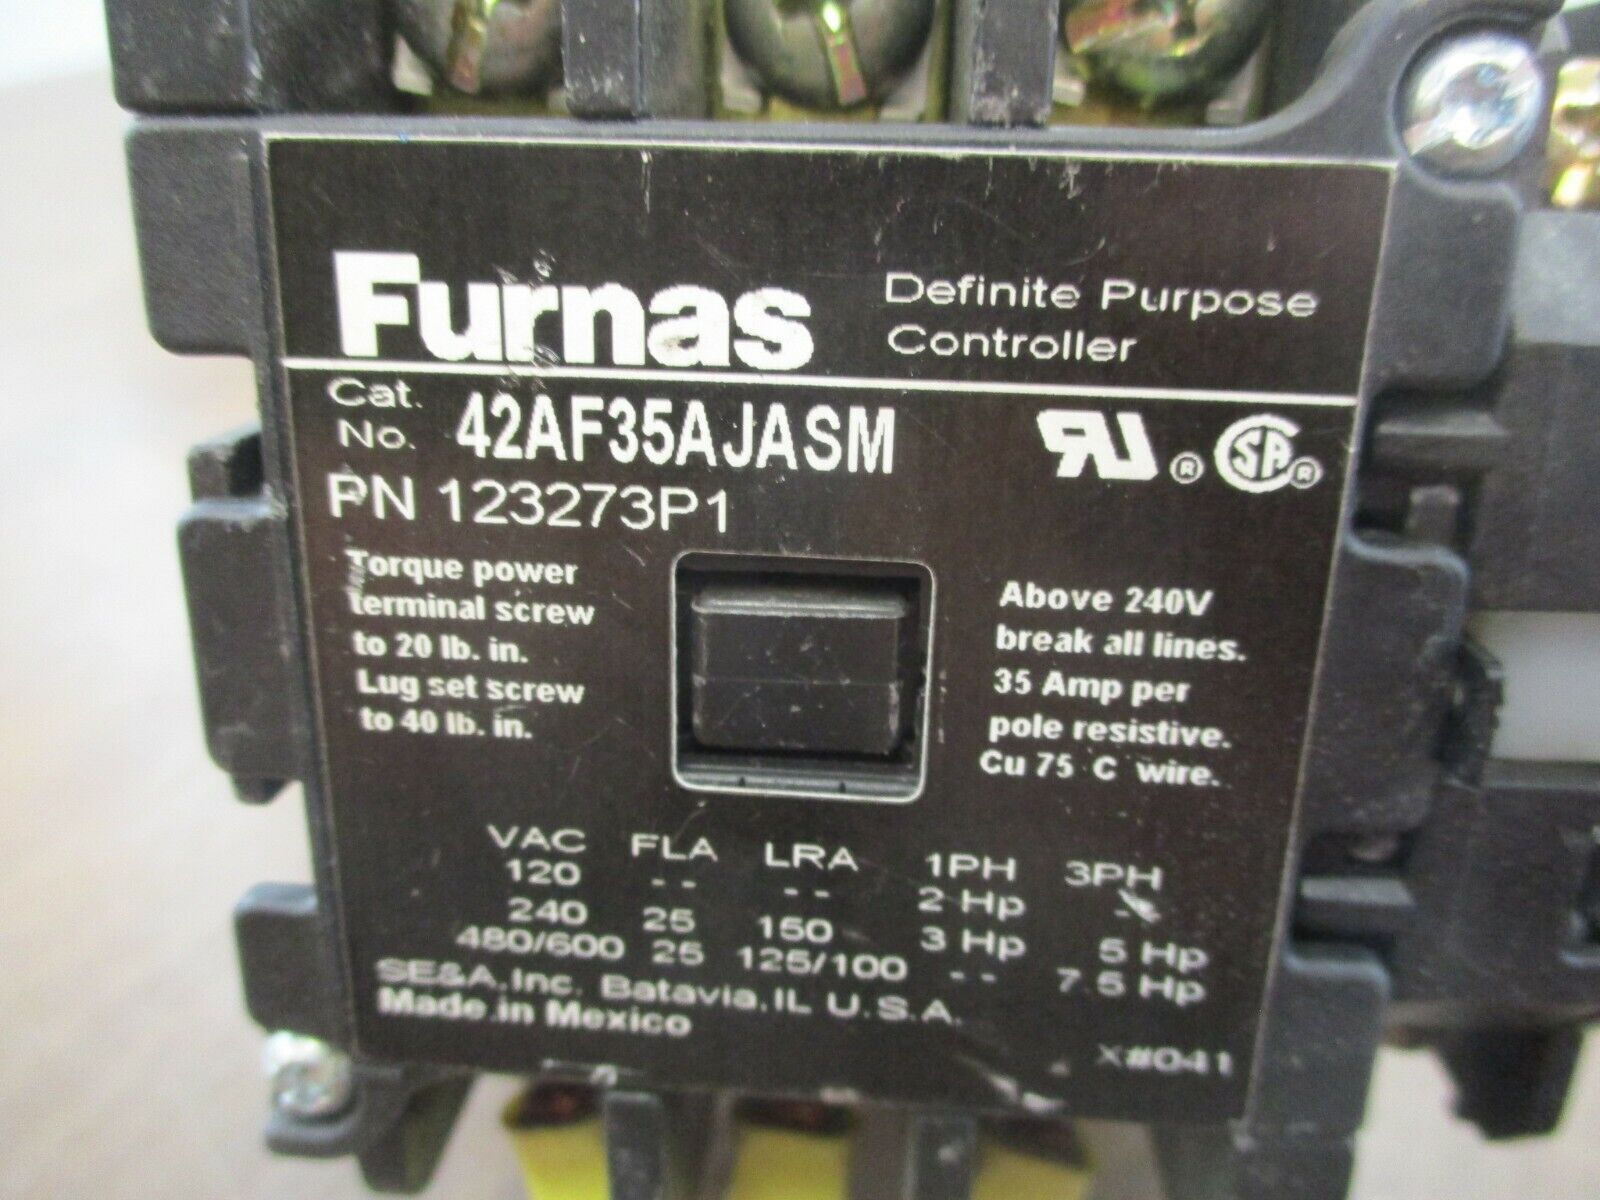 Furnas
Definite Purpose
Controller
Cat.
No. 42AF35AJASM
PN 123273P1
Torque power
terminal screw
to 20 lb. in.
Lug set screw
to 40 lb. in.
Above 240V
break all lines.
35 Amp per
pole resistive.
Cu 75 C wire.
VAC FLA LRA 1PH 3PH
120 -- -- 2 Hp --
240 25 150 3 Hp 5 Hp
480/600 25 125/100 -- 7.5 Hp
SE&A, Inc. Batavia, IL U.S.A.
Made in Mexico
X#041